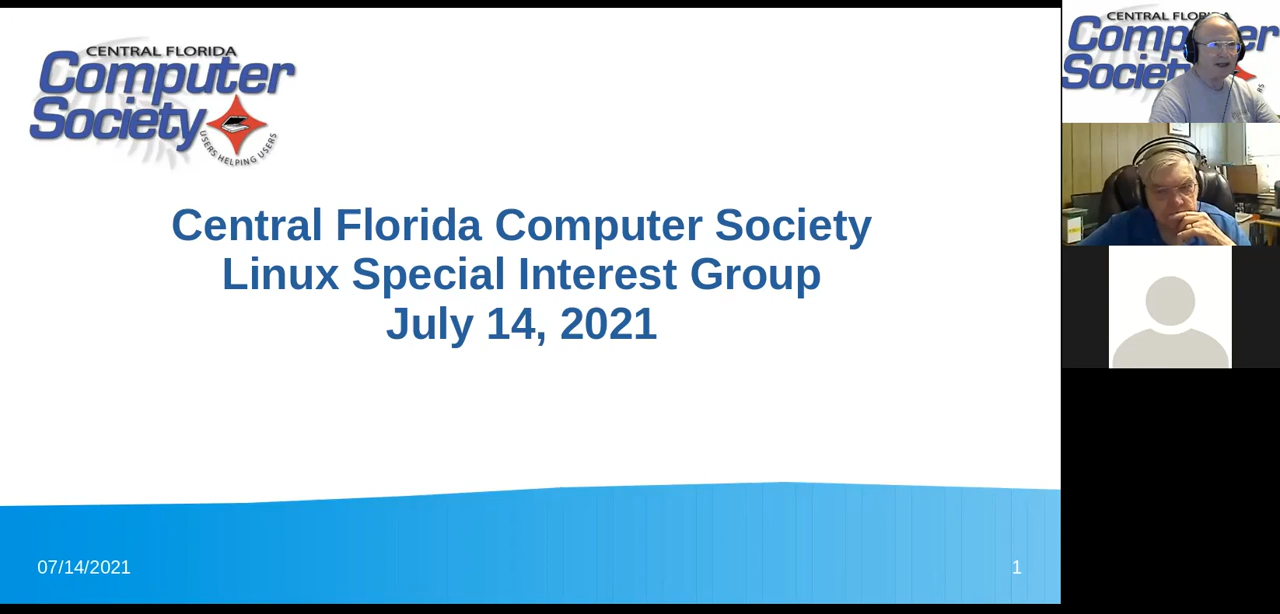 CENTRAL FLORIDA
Computer
Society
USERS HELPING USERS
Central Florida Computer Society
Linux Special Interest Group
July 14, 2021
07/14/2021
1
CENTRAL FLORIDA
Computer
Society